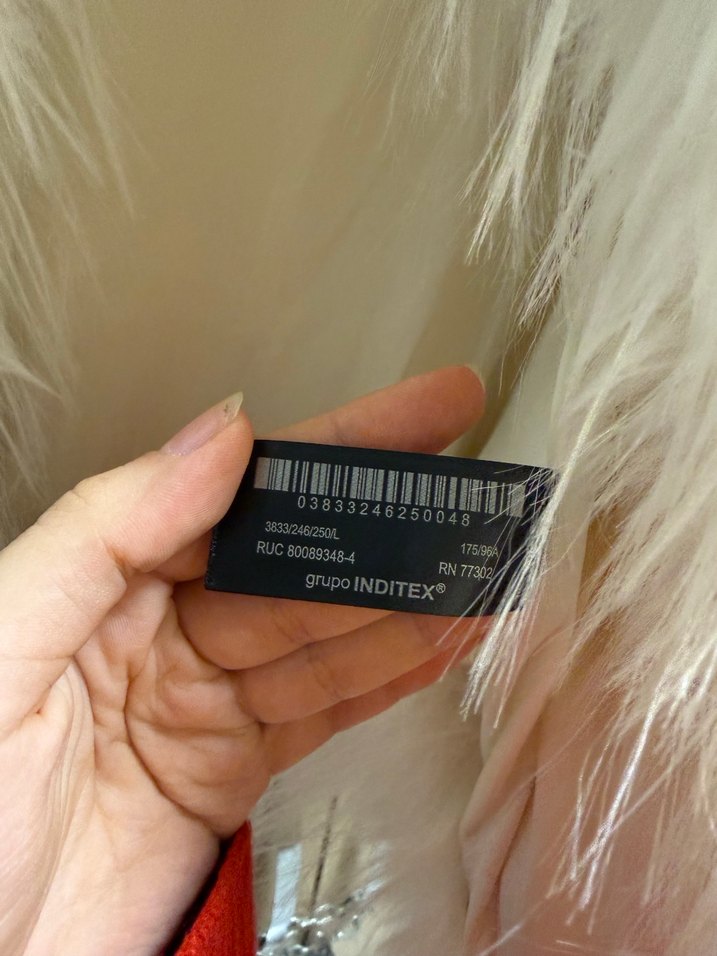 03833246250048
3833/246/250/L
175/96A
RUC 80089348-4
RN 77302
grupo INDITEX®